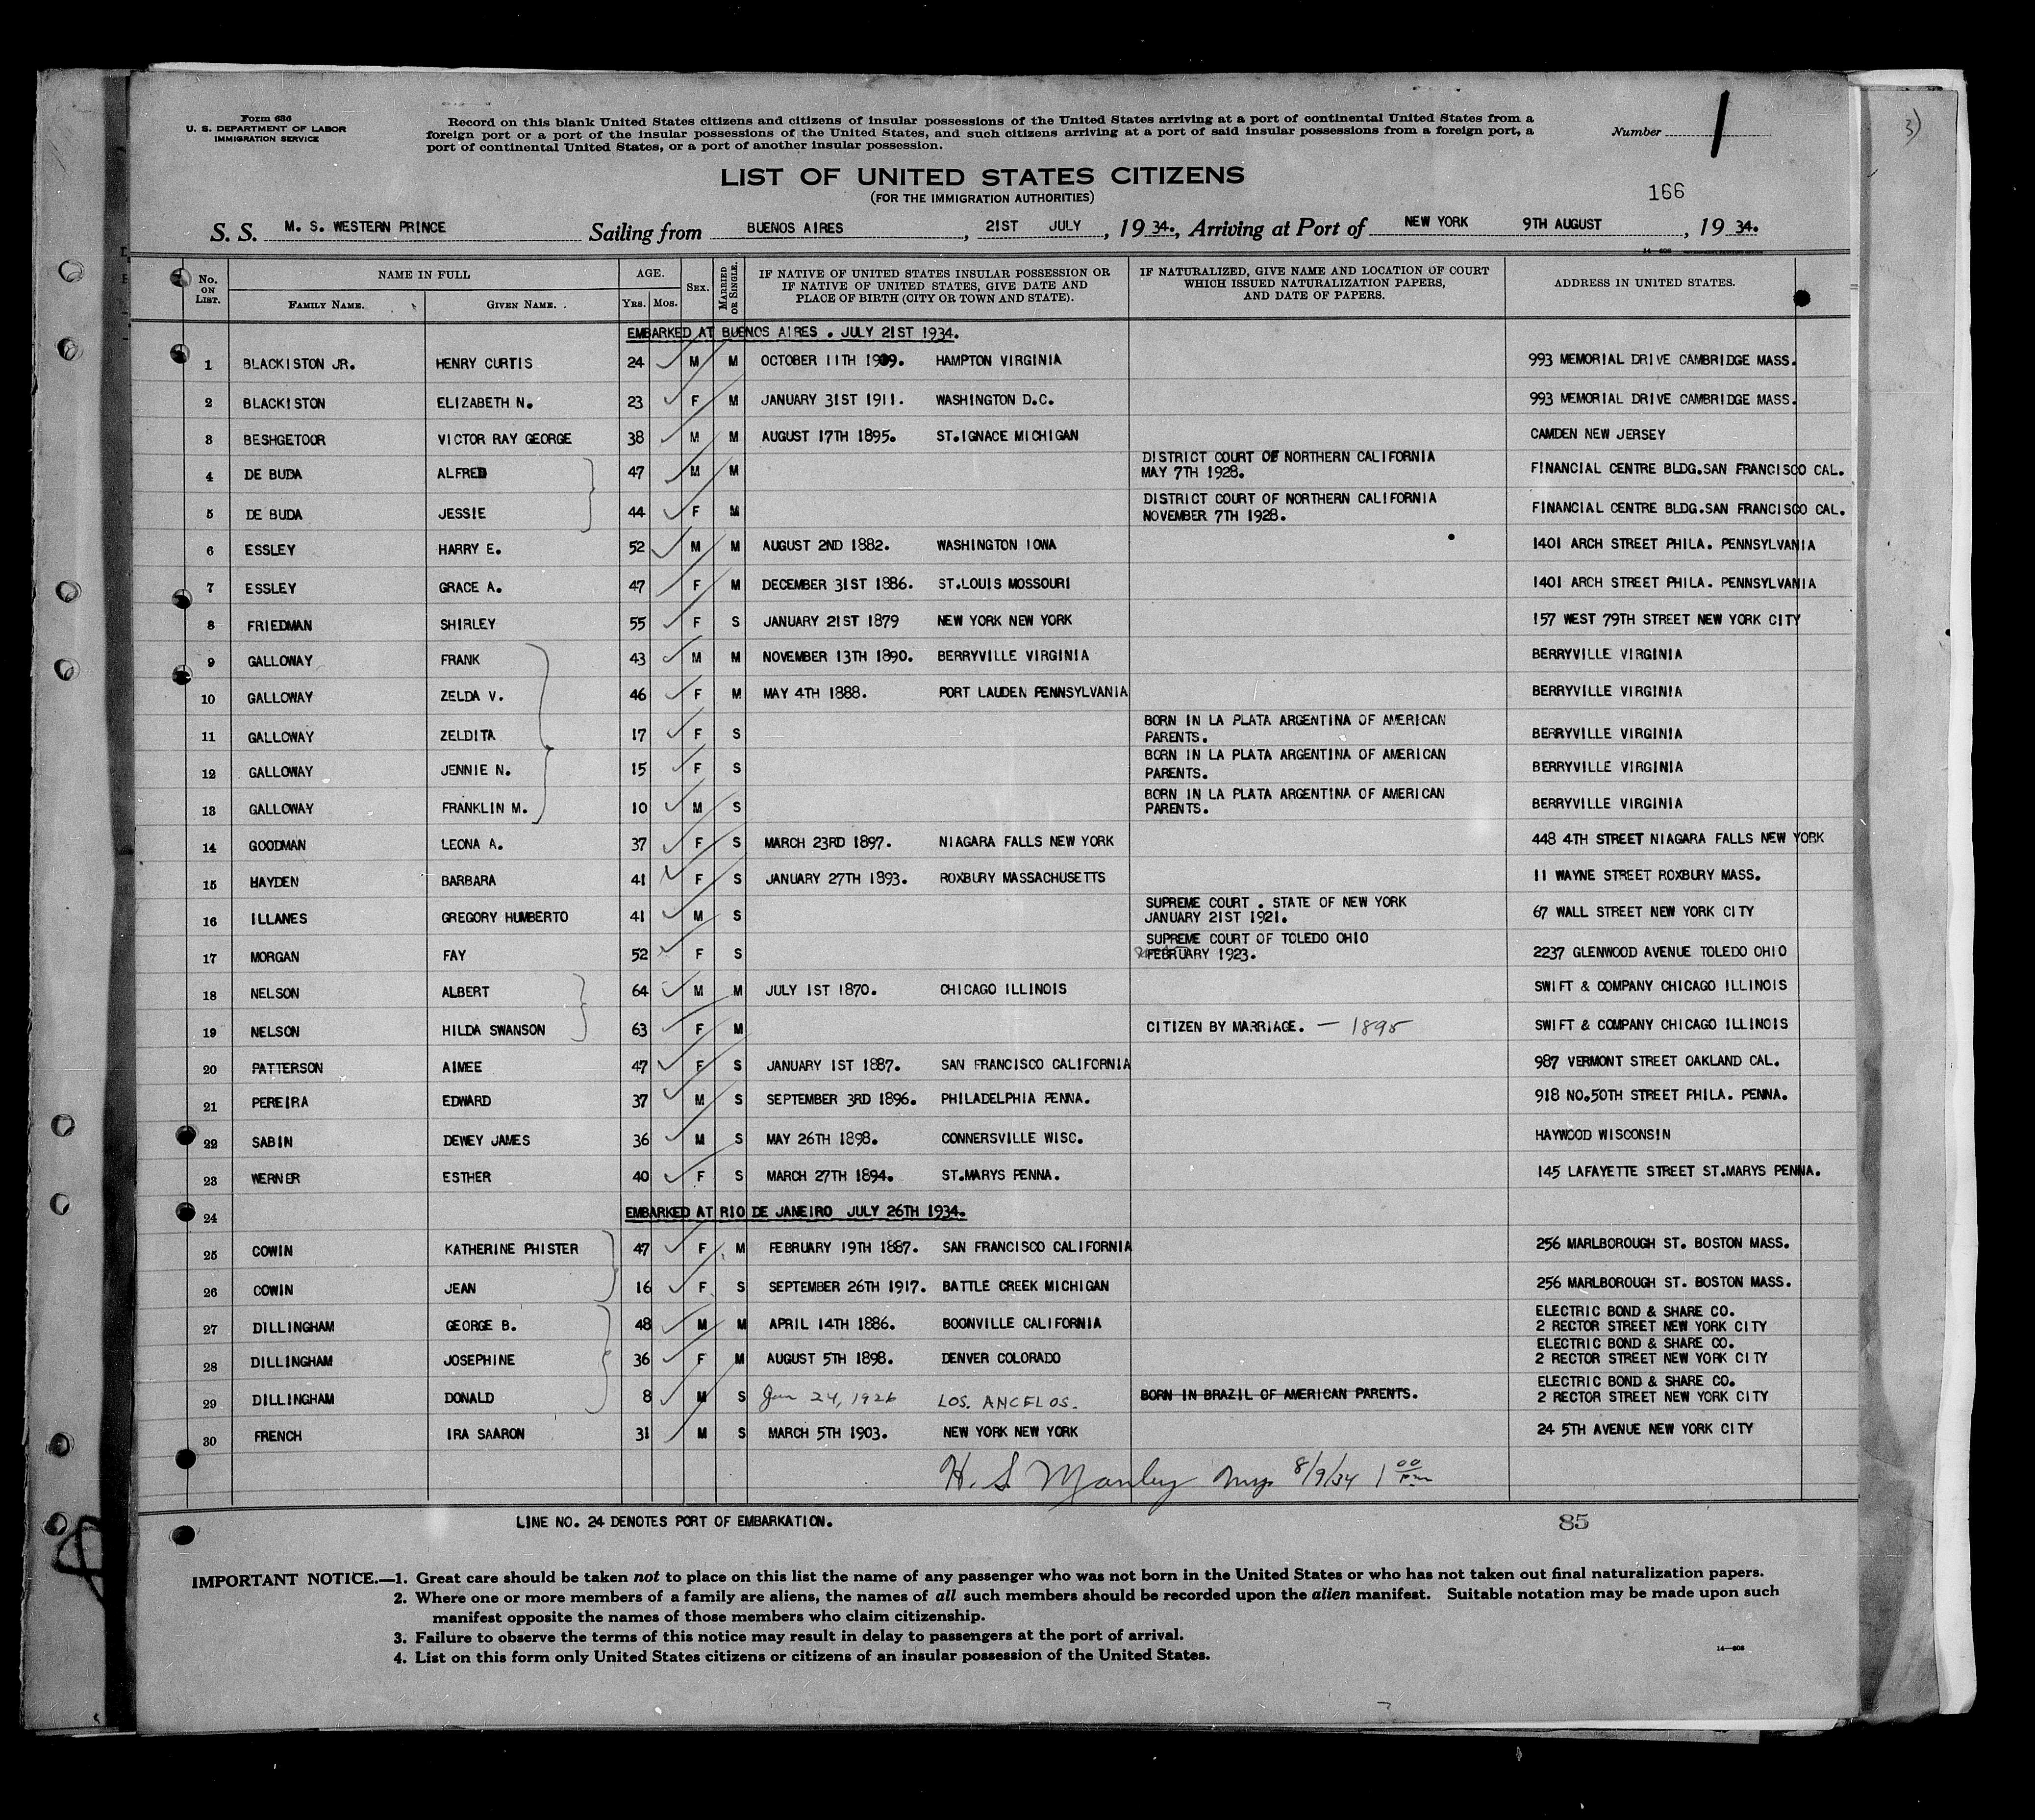 Form 686
U. S. DEPARTMENT OF LABOR
IMMIGRATION SERVICE
Record on this blank United States citizens and citizens of insular possessions of the United States arriving at a port of continental United States from a
foreign port or a port of the insular possessions of the United States, and such citizens arriving at a port of said insular possessions from a foreign port, a
port of continental United States, or a port of another insular possession.
Number 1
3)
LIST OF UNITED STATES CITIZENS
(FOR THE IMMIGRATION AUTHORITIES)
166
S. S. M. S. WESTERN PRINCE Sailing from BUENOS AIRES, 21ST JULY, 19 34., Arriving at Port of NEW YORK 9TH AUGUST, 19 34.
No. ON LIST. NAME IN FULL FAMILY NAME. GIVEN NAME. AGE. YRS. MOS. SEX. MARRIED OR SINGLE. IF NATIVE OF UNITED STATES INSULAR POSSESSION OR IF NATIVE OF UNITED STATES, GIVE DATE AND PLACE OF BIRTH (CITY OR TOWN AND STATE). IF NATURALIZED, GIVE NAME AND LOCATION OF COURT WHICH ISSUED NATURALIZATION PAPERS, AND DATE OF PAPERS. ADDRESS IN UNITED STATES.
EMBARKED AT BUENOS AIRES . JULY 21ST 1934.
1 BLACKISTON JR. HENRY CURTIS 24 M M OCTOBER 11TH 1909. HAMPTON VIRGINIA 993 MEMORIAL DRIVE CAMBRIDGE MASS.
2 BLACKISTON ELIZABETH N. 23 F M JANUARY 31ST 1911. WASHINGTON D.C. 993 MEMORIAL DRIVE CAMBRIDGE MASS.
3 BESHGETOOR VICTOR RAY GEORGE 38 M M AUGUST 17TH 1895. ST.IGNACE MICHIGAN CAMDEN NEW JERSEY
4 DE BUDA ALFRED 47 M M DISTRICT COURT OF NORTHERN CALIFORNIA MAY 7TH 1928. FINANCIAL CENTRE BLDG.SAN FRANCISCO CAL.
5 DE BUDA JESSIE 44 F M DISTRICT COURT OF NORTHERN CALIFORNIA NOVEMBER 7TH 1928. FINANCIAL CENTRE BLDG.SAN FRANCISCO CAL.
6 ESSLEY HARRY E. 52 M M AUGUST 2ND 1882. WASHINGTON IOWA 1401 ARCH STREET PHILA. PENNSYLVANIA
7 ESSLEY GRACE A. 47 F M DECEMBER 31ST 1886. ST.LOUIS MOSSOURI 1401 ARCH STREET PHILA. PENNSYLVANIA
8 FRIEDMAN SHIRLEY 55 F S JANUARY 21ST 1879 NEW YORK NEW YORK 157 WEST 79TH STREET NEW YORK CITY
9 GALLOWAY FRANK 43 M M NOVEMBER 13TH 1890. BERRYVILLE VIRGINIA BERRYVILLE VIRGINIA
10 GALLOWAY ZELDA V. 46 F M MAY 4TH 1888. PORT LAUDEN PENNSYLVANIA BERRYVILLE VIRGINIA
11 GALLOWAY ZELDITA 17 F S BORN IN LA PLATA ARGENTINA OF AMERICAN PARENTS. BERRYVILLE VIRGINIA
12 GALLOWAY JENNIE N. 15 F S BORN IN LA PLATA ARGENTINA OF AMERICAN PARENTS. BERRYVILLE VIRGINIA
13 GALLOWAY FRANKLIN M. 10 M S BORN IN LA PLATA ARGENTINA OF AMERICAN PARENTS. BERRYVILLE VIRGINIA
14 GOODMAN LEONA A. 37 F S MARCH 23RD 1897. NIAGARA FALLS NEW YORK 448 4TH STREET NIAGARA FALLS NEW YORK
15 HAYDEN BARBARA 41 F S JANUARY 27TH 1893. ROXBURY MASSACHUSETTS 11 WAYNE STREET ROXBURY MASS.
16 ILLANES GREGORY HUMBERTO 41 M S SUPREME COURT . STATE OF NEW YORK JANUARY 21ST 1921. 67 WALL STREET NEW YORK CITY
17 MORGAN FAY 52 F S SUPREME COURT OF TOLEDO OHIO FEBRUARY 1923. 2237 GLENWOOD AVENUE TOLEDO OHIO
18 NELSON ALBERT 64 M M JULY 1ST 1870. CHICAGO ILLINOIS SWIFT & COMPANY CHICAGO ILLINOIS
19 NELSON HILDA SWANSON 63 F M CITIZEN BY MARRIAGE. — 1895 SWIFT & COMPANY CHICAGO ILLINOIS
20 PATTERSON AIMEE 47 F S JANUARY 1ST 1887. SAN FRANCISCO CALIFORNIA 987 VERMONT STREET OAKLAND CAL.
21 PEREIRA EDWARD 37 M S SEPTEMBER 3RD 1896. PHILADELPHIA PENNA. 918 NO.50TH STREET PHILA. PENNA.
22 SABIN DEWEY JAMES 36 M S MAY 26TH 1898. CONNERSVILLE WISC. HAYWOOD WISCONSIN
23 WERNER ESTHER 40 F S MARCH 27TH 1894. ST.MARYS PENNA. 145 LAFAYETTE STREET ST.MARYS PENNA.
24 EMBARKED AT RIO DE JANEIRO JULY 26TH 1934.
25 COWIN KATHERINE PHISTER 47 F M FEBRUARY 19TH 1887. SAN FRANCISCO CALIFORNIA 256 MARLBOROUGH ST. BOSTON MASS.
26 COWIN JEAN 16 F S SEPTEMBER 26TH 1917. BATTLE CREEK MICHIGAN 256 MARLBOROUGH ST. BOSTON MASS.
27 DILLINGHAM GEORGE B. 48 M M APRIL 14TH 1886. BOONVILLE CALIFORNIA ELECTRIC BOND & SHARE CO. 2 RECTOR STREET NEW YORK CITY
28 DILLINGHAM JOSEPHINE 36 F M AUGUST 5TH 1898. DENVER COLORADO ELECTRIC BOND & SHARE CO. 2 RECTOR STREET NEW YORK CITY
29 DILLINGHAM DONALD 8 M S Jan 24, 1926 LOS. ANCELOS. BORN IN BRAZIL OF AMERICAN PARENTS. ELECTRIC BOND & SHARE CO. 2 RECTOR STREET NEW YORK CITY
30 FRENCH IRA SAARON 31 M S MARCH 5TH 1903. NEW YORK NEW YORK 24 5TH AVENUE NEW YORK CITY
H. S. Manley 8/9/34 1 00 Pm
LINE NO. 24 DENOTES PORT OF EMBARKATION.
85
IMPORTANT NOTICE.—1. Great care should be taken not to place on this list the name of any passenger who was not born in the United States or who has not taken out final naturalization papers.
2. Where one or more members of a family are aliens, the names of all such members should be recorded upon the alien manifest. Suitable notation may be made upon such
manifest opposite the names of those members who claim citizenship.
3. Failure to observe the terms of this notice may result in delay to passengers at the port of arrival.
4. List on this form only United States citizens or citizens of an insular possession of the United States.
14—608